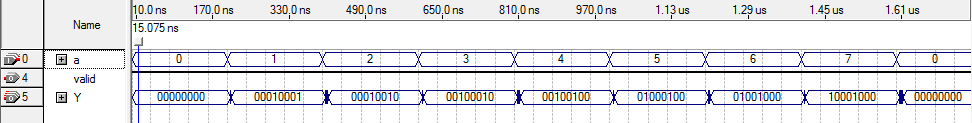 10.0 ns 170.0 ns 330.0 ns 490.0 ns 650.0 ns 810.0 ns 970.0 ns 1.13 us 1.29 us 1.45 us 1.61 us
Name
15.075 ns
0 a 0 1 2 3 4 5 6 7 0
4 valid
5 Y 00000000 00010001 00010010 00100010 00100100 01000100 01001000 10001000 00000000